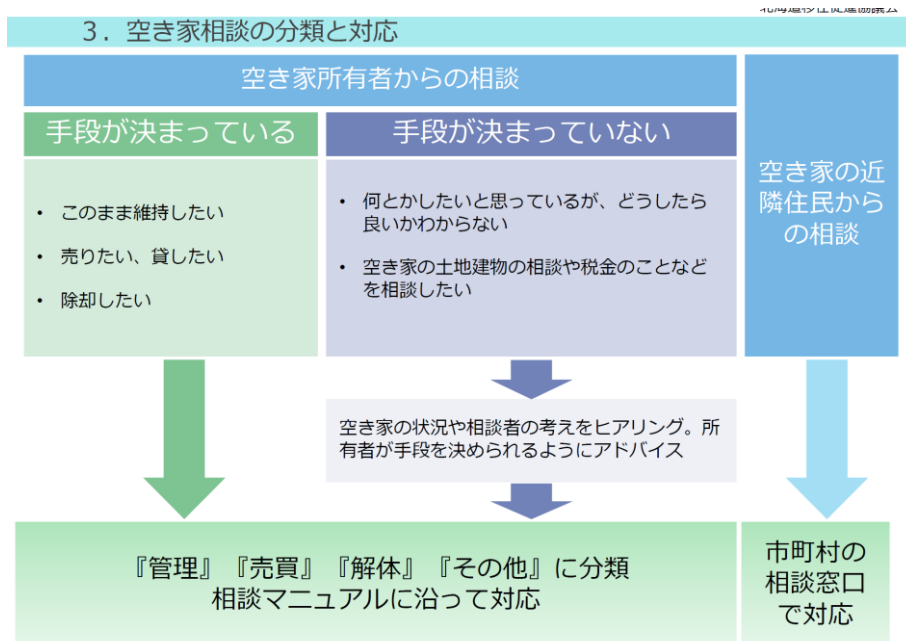 北海道移住促進協議会
3．空き家相談の分類と対応
空き家所有者からの相談
手段が決まっている
手段が決まっていない
• このまま維持したい
• 売りたい、貸したい
• 除却したい
• 何とかしたいと思っているが、どうしたら
良いかわからない
• 空き家の土地建物の相談や税金のことなど
を相談したい
空き家の近
隣住民から
の相談
空き家の状況や相談者の考えをヒアリング。所
有者が手段を決められるようにアドバイス
『管理』『売買』『解体』『その他』に分類
相談マニュアルに沿って対応
市町村の
相談窓口
で対応